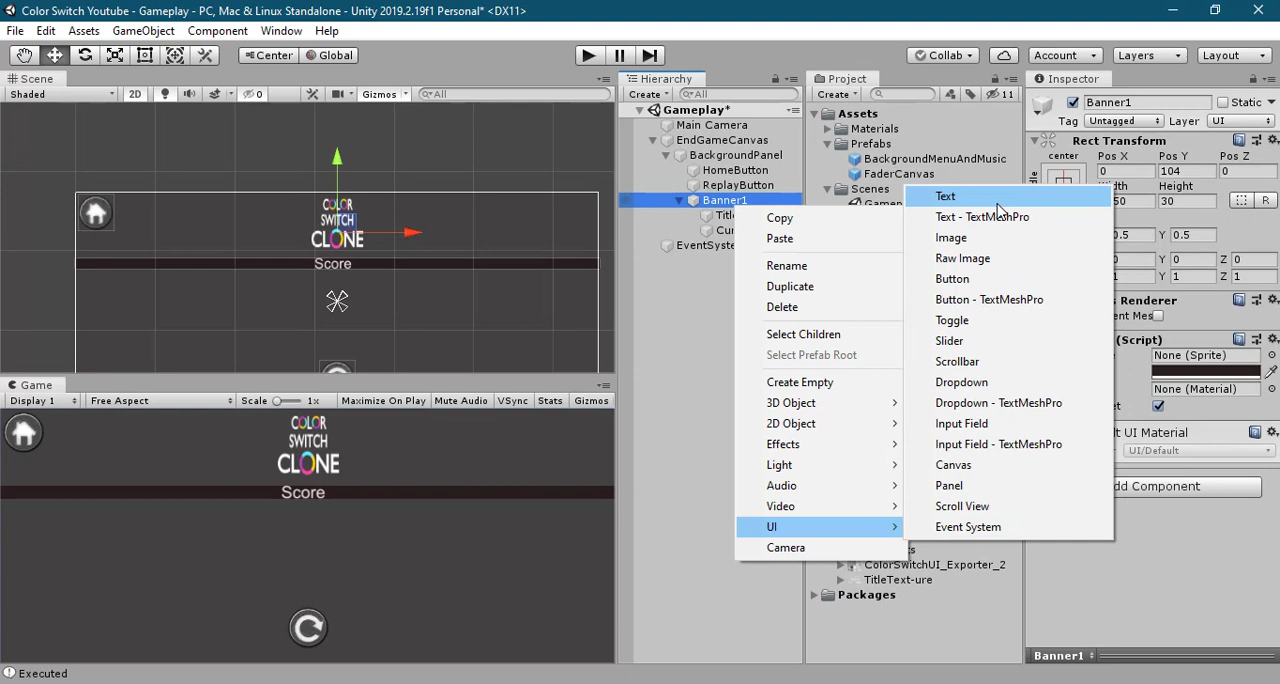 Color Switch Youtube - Gameplay - PC, Mac & Linux Standalone - Unity 2019.2.19f1 Personal* <DX11>
File Edit Assets GameObject Component Window Help
Center Global Collab Account Layers Layout
Scene Hierarchy Project Inspector
Shaded 2D 0 Gizmos All Create All Create 11
Banner1 Static
Gameplay*
Main Camera
EndGameCanvas
BackgroundPanel
HomeButton
ReplayButton
Banner1
EventSyste
Assets
Materials
Prefabs
BackgroundMenuAndMusic
FaderCanvas
Scenes
Tag Untagged Layer UI
Rect Transform
center Pos X Pos Y Pos Z
0 104 0
Width Height
50 30 R
0.5 Y 0.5
Y 0 Z 0
Y 1 Z 1
Renderer
ent Mes
(Script)
None (Sprite)
None (Material)
UI Material
UI/Default
dd Component
Banner1
Copy
Paste
Rename
Duplicate
Delete
Select Children
Select Prefab Root
Create Empty
3D Object
2D Object
Effects
Light
Audio
Video
UI
Camera
Text
Text - TextMeshPro
Image
Raw Image
Button
Button - TextMeshPro
Toggle
Slider
Scrollbar
Dropdown
Dropdown - TextMeshPro
Input Field
Input Field - TextMeshPro
Canvas
Panel
Scroll View
Event System
ColorSwitchUI_Exporter_2
TitleText-ure
Packages
COLOR
SWITCH
CLONE
Score
Game
Display 1 Free Aspect Scale 1x Maximize On Play Mute Audio VSync Stats Gizmos
COLOR
SWITCH
CLONE
Score
Executed